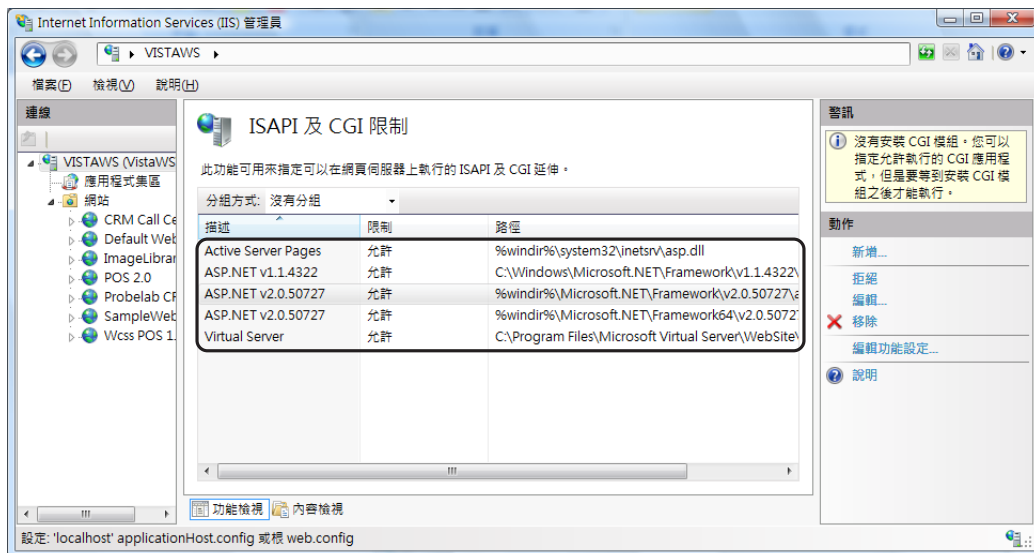 Internet Information Services (IIS) 管理員
VISTAWS
檔案(F) 檢視(V) 說明(H)
連線
VISTAWS (VistaWS
應用程式集區
網站
CRM Call Ce
Default Web
ImageLibrar
POS 2.0
Probelab CF
SampleWeb
Wcss POS 1.
ISAPI 及 CGI 限制
此功能可用來指定可以在網頁伺服器上執行的 ISAPI 及 CGI 延伸。
分組方式: 沒有分組
描述 限制 路徑
Active Server Pages 允許 %windir%\system32\inetsrv\asp.dll
ASP.NET v1.1.4322 允許 C:\Windows\Microsoft.NET\Framework\v1.1.4322\
ASP.NET v2.0.50727 允許 %windir%\Microsoft.NET\Framework\v2.0.50727\a
ASP.NET v2.0.50727 允許 %windir%\Microsoft.NET\Framework64\v2.0.5072
Virtual Server 允許 C:\Program Files\Microsoft Virtual Server\WebSite\
功能檢視 內容檢視
警訊
沒有安裝 CGI 模組。您可以
指定允許執行的 CGI 應用程
式，但是要等到安裝 CGI 模
組之後才能執行。
動作
新增...
拒絕
編輯...
移除
編輯功能設定...
說明
設定: 'localhost' applicationHost.config 或根 web.config